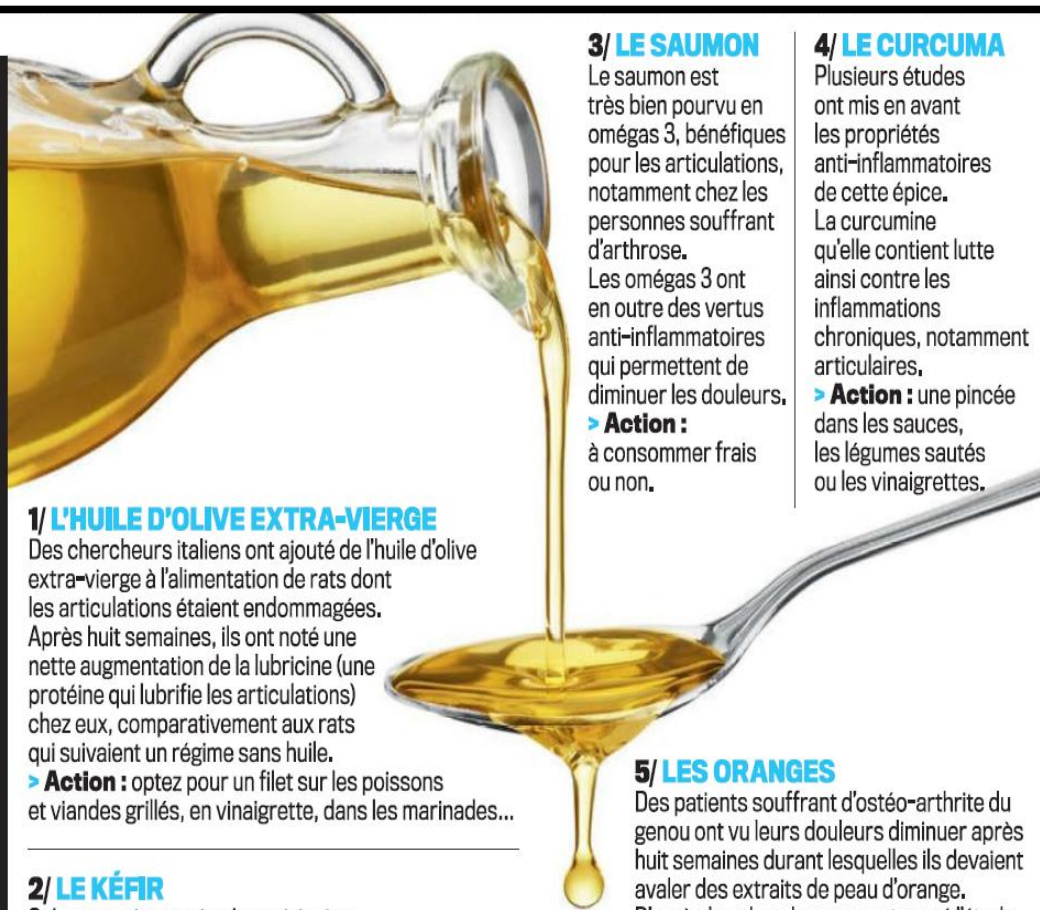 1/ L'HUILE D'OLIVE EXTRA-VIERGE
Des chercheurs italiens ont ajouté de l'huile d'olive
extra-vierge à l'alimentation de rats dont
les articulations étaient endommagées.
Après huit semaines, ils ont noté une
nette augmentation de la lubricine (une
protéine qui lubrifie les articulations)
chez eux, comparativement aux rats
qui suivaient un régime sans huile.
> Action : optez pour un filet sur les poissons
et viandes grillés, en vinaigrette, dans les marinades...
2/ LE KÉFIR
3/ LE SAUMON
Le saumon est
très bien pourvu en
omégas 3, bénéfiques
pour les articulations,
notamment chez les
personnes souffrant
d'arthrose.
Les omégas 3 ont
en outre des vertus
anti-inflammatoires
qui permettent de
diminuer les douleurs.
> Action :
à consommer frais
ou non.
4/ LE CURCUMA
Plusieurs études
ont mis en avant
les propriétés
anti-inflammatoires
de cette épice.
La curcumine
qu'elle contient lutte
ainsi contre les
inflammations
chroniques, notamment
articulaires.
> Action : une pincée
dans les sauces,
les légumes sautés
ou les vinaigrettes.
5/ LES ORANGES
Des patients souffrant d'ostéo-arthrite du
genou ont vu leurs douleurs diminuer après
huit semaines durant lesquelles ils devaient
avaler des extraits de peau d'orange.